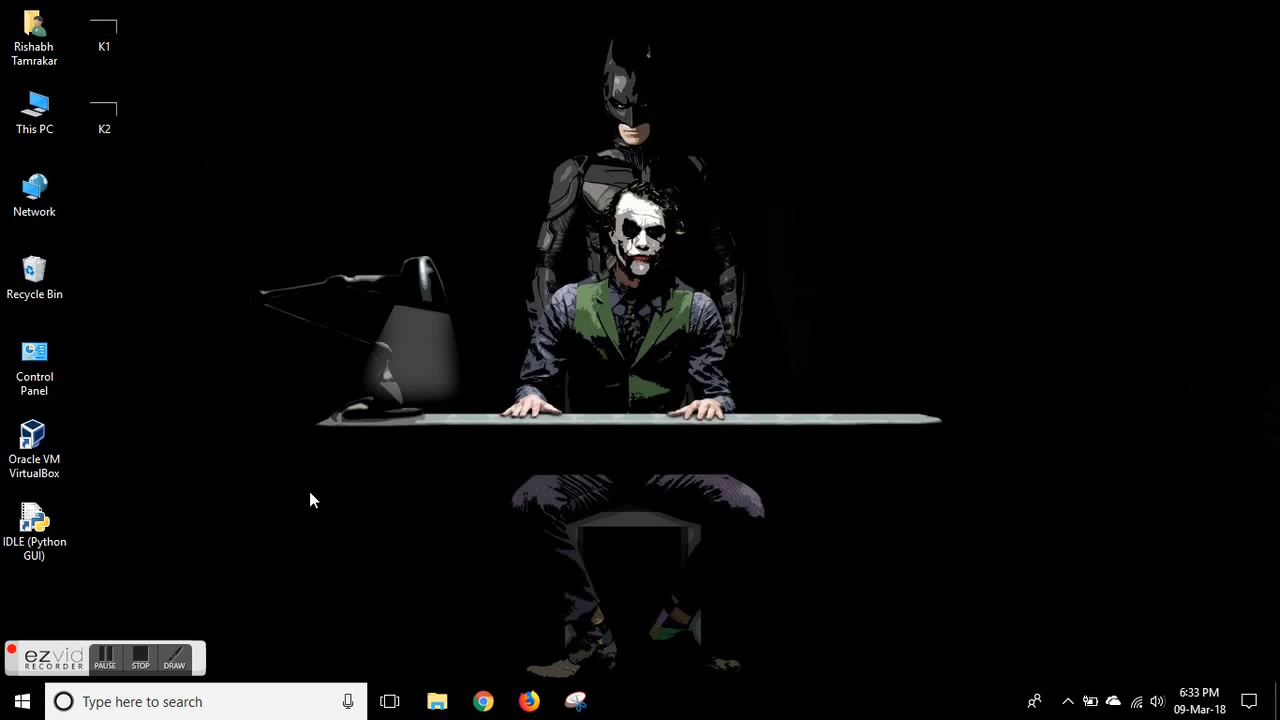 Rishabh
Tamrakar
K1
This PC
K2
Network
Recycle Bin
Control
Panel
Oracle VM
VirtualBox
IDLE (Python
GUI)
ezvid
RECORDER
PAUSE
STOP
DRAW
Type here to search
6:33 PM
09-Mar-18